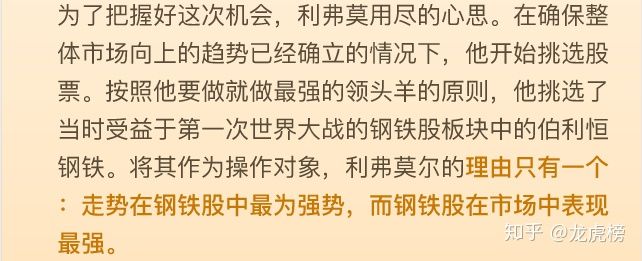 为了把握好这次机会，利弗莫用尽的心思。在确保整
体市场向上的趋势已经确立的情况下，他开始挑选股
票。按照他要做就做最强的领头羊的原则，他挑选了
当时受益于第一次世界大战的钢铁股板块中的伯利恒
钢铁。将其作为操作对象，利弗莫尔的理由只有一个
：走势在钢铁股中最为强势，而钢铁股在市场中表现
最强。
知乎 @龙虎榜